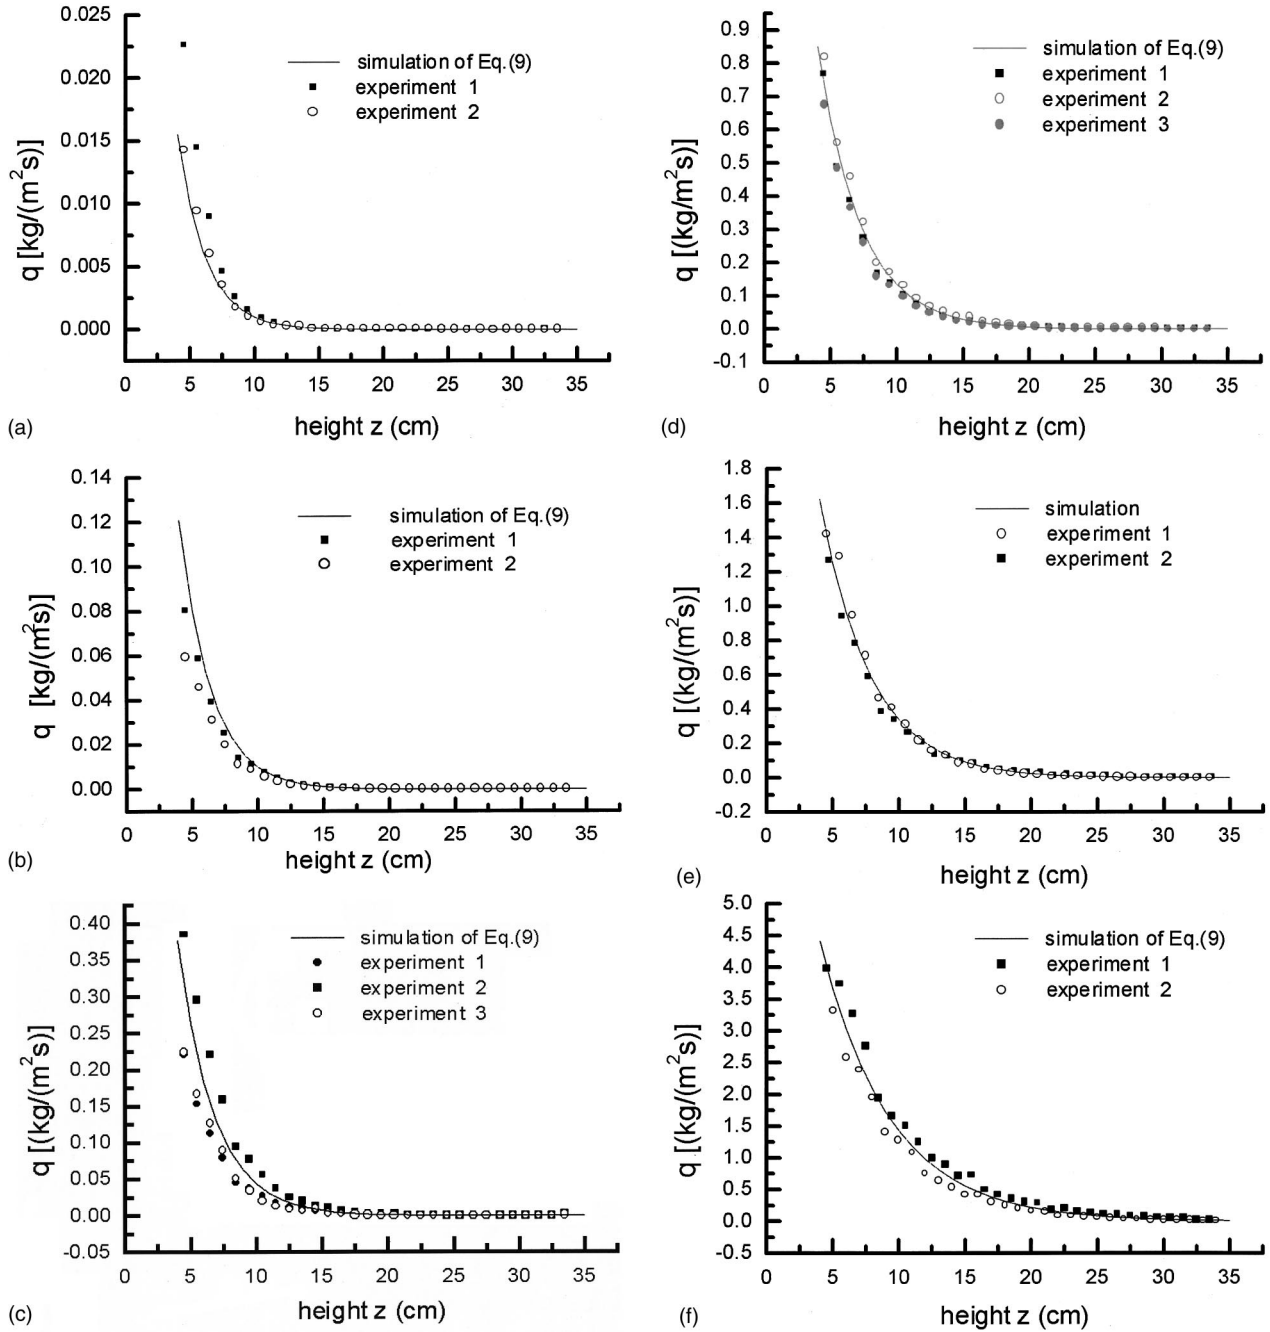 0.025
0.020
0.015
0.010
0.005
0.000
q [kg/(m²s)]
simulation of Eq.(9)
experiment 1
experiment 2
0 5 10 15 20 25 30 35
height z (cm)
(a)
0.9
0.8
0.7
0.6
0.5
0.4
0.3
0.2
0.1
0.0
-0.1
q [(kg/m²s)]
simulation of Eq.(9)
experiment 1
experiment 2
experiment 3
0 5 10 15 20 25 30 35
height z (cm)
(d)
0.14
0.12
0.10
0.08
0.06
0.04
0.02
0.00
q [kg/(m²s)]
simulation of Eq.(9)
experiment 1
experiment 2
0 5 10 15 20 25 30 35
height z (cm)
(b)
1.8
1.6
1.4
1.2
1.0
0.8
0.6
0.4
0.2
0.0
-0.2
q [(kg/(m²s)]
simulation
experiment 1
experiment 2
0 5 10 15 20 25 30 35
height z (cm)
(e)
0.40
0.35
0.30
0.25
0.20
0.15
0.10
0.05
0.00
-0.05
q [(kg/(m²s)]
simulation of Eq.(9)
experiment 1
experiment 2
experiment 3
0 5 10 15 20 25 30 35
height z (cm)
(c)
5.0
4.5
4.0
3.5
3.0
2.5
2.0
1.5
1.0
0.5
0.0
-0.5
q [(kg/(m²s)]
simulation of Eq.(9)
experiment 1
experiment 2
0 5 10 15 20 25 30 35
height z (cm)
(f)